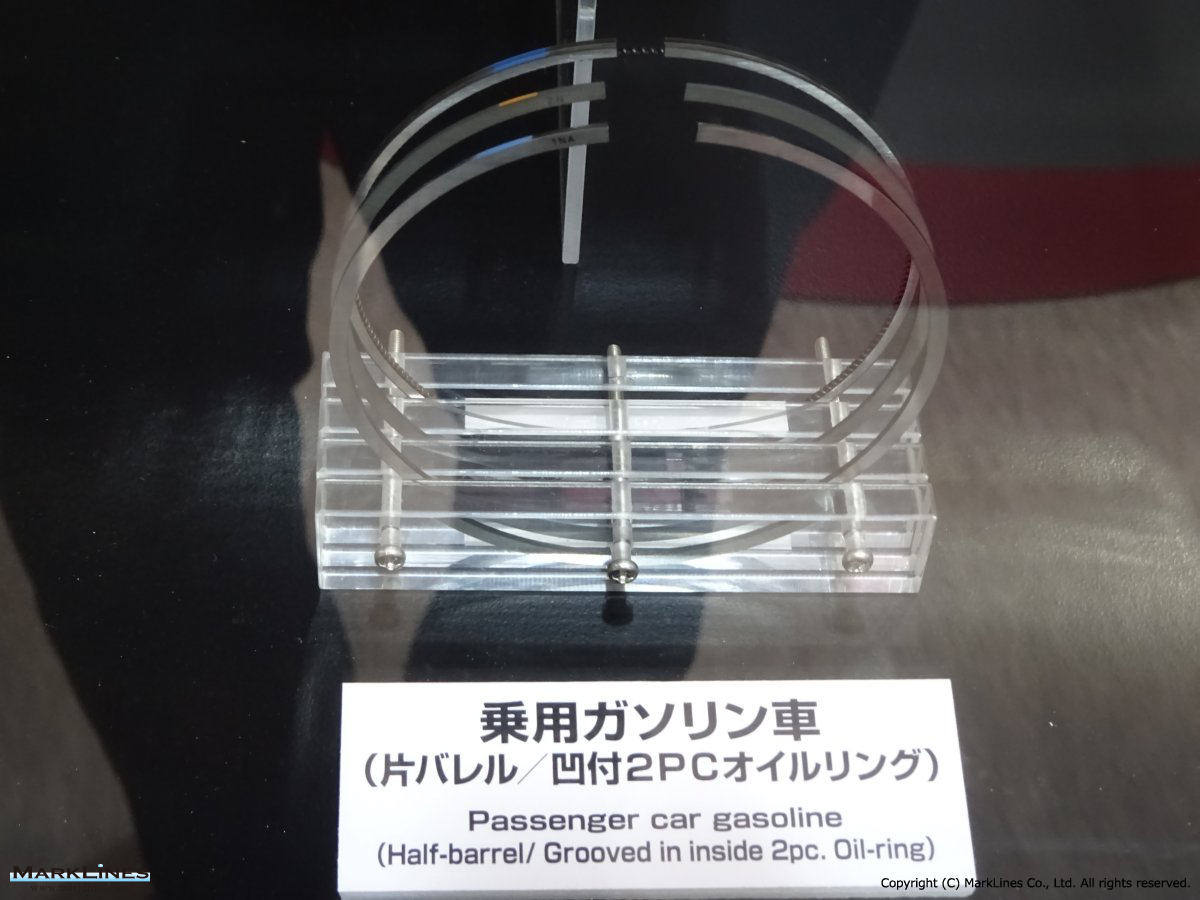 1NA
乗用ガソリン車
（片バレル／凹付2PCオイルリング）
Passenger car gasoline
(Half-barrel/ Grooved in inside 2pc. Oil-ring)
MARKLINES
Copyright (C) MarkLines Co., Ltd. All rights reserved.